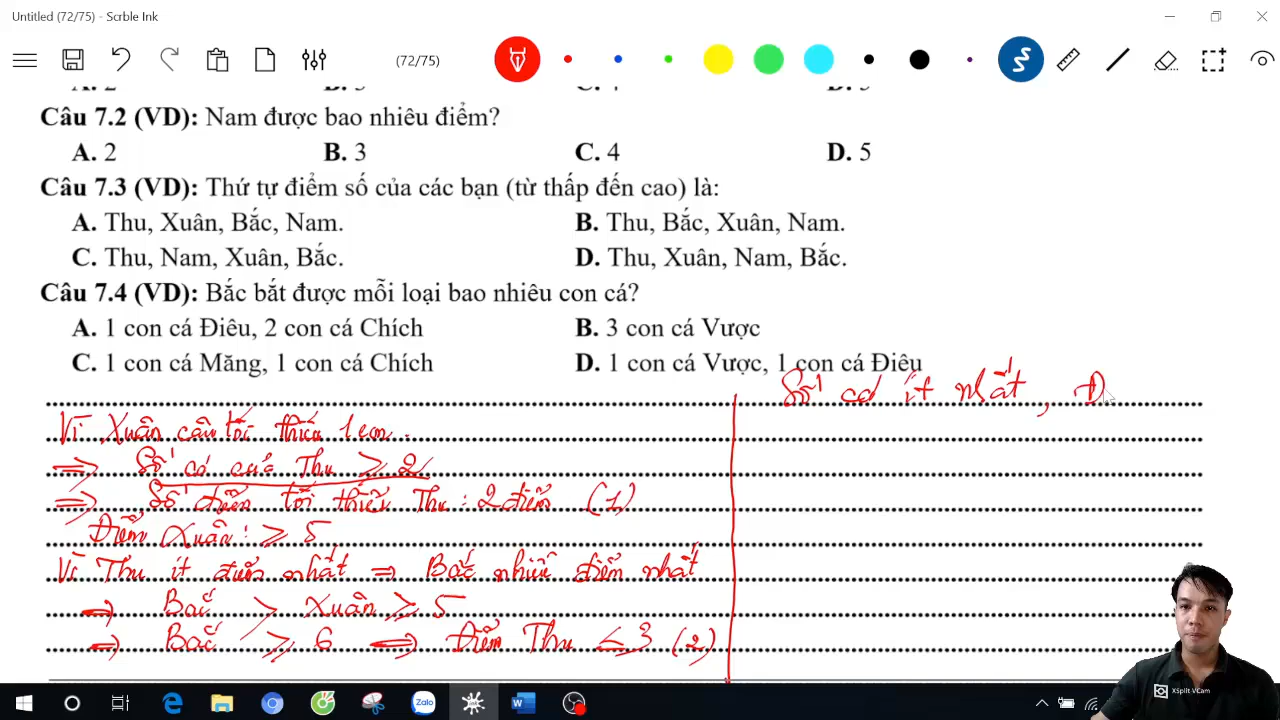 Untitled (72/75) - Scrble Ink
(72/75)
Câu 7.2 (VD): Nam được bao nhiêu điểm?
A. 2 B. 3 C. 4 D. 5
Câu 7.3 (VD): Thứ tự điểm số của các bạn (từ thấp đến cao) là:
A. Thu, Xuân, Bắc, Nam. B. Thu, Bắc, Xuân, Nam.
C. Thu, Nam, Xuân, Bắc. D. Thu, Xuân, Nam, Bắc.
Câu 7.4 (VD): Bắc bắt được mỗi loại bao nhiêu con cá?
A. 1 con cá Điêu, 2 con cá Chích B. 3 con cá Vược
C. 1 con cá Măng, 1 con cá Chích D. 1 con cá Vược, 1 con cá Điêu
Số cá ít nhất, Đ
Vì Xuân câu tối thiểu 1 con.
⇒ Số cá của Thu ≥ 2
⇒ Số điểm tối thiểu Thu: 2 điểm (1)
Điểm Xuân: ≥ 5
Vì Thu ít điểm nhất ⇒ Bắc nhiều điểm nhất
⇒ Bắc > Xuân ≥ 5
⇒ Bắc ≥ 6 ⇔ Điểm Thu ≤ 3 (2)
Zalo
XSplit VCam